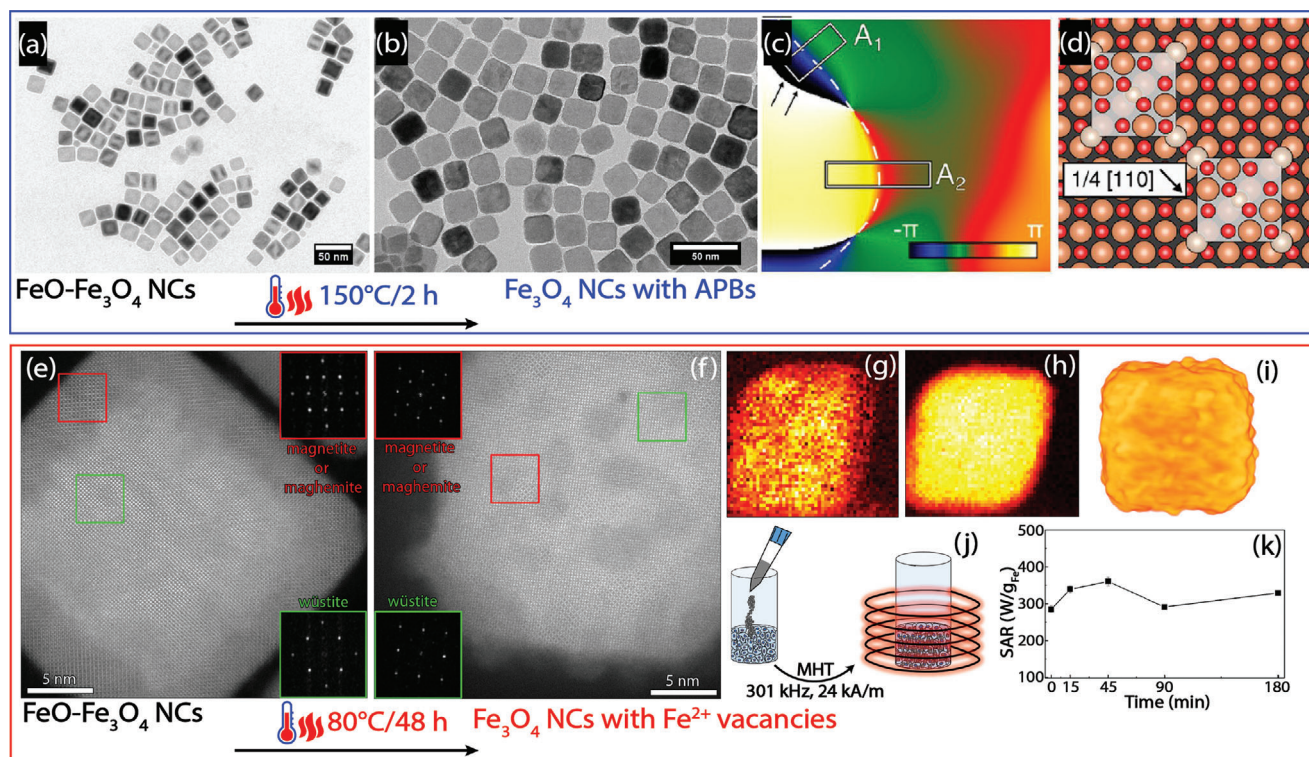 (a)
50 nm
(b)
50 nm
(c)
A₁
A₂
-π
π
(d)
1/4 [110]
FeO-Fe₃O₄ NCs
150°C/2 h
Fe₃O₄ NCs with APBs
(e)
magnetite
or
maghemite
wüstite
5 nm
(f)
magnetite
or
maghemite
wüstite
5 nm
(g)
(h)
(i)
(j)
MHT
301 kHz, 24 kA/m
(k)
SAR (W/g_Fe)
500
400
300
200
100
0
15
45
90
180
Time (min)
FeO-Fe₃O₄ NCs
80°C/48 h
Fe₃O₄ NCs with Fe²⁺ vacancies